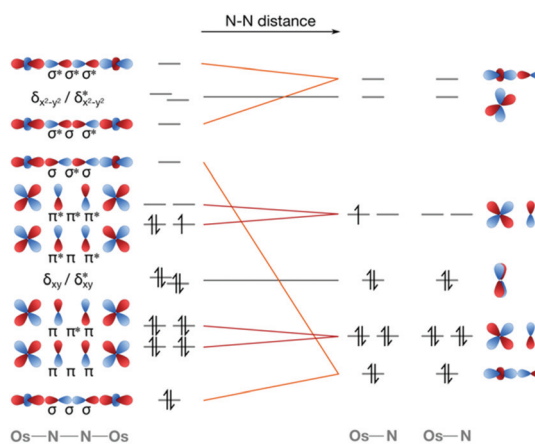 N-N distance
σ* σ* σ*
δx²-y² / δ*x²-y²
σ* σ σ*
σ σ* σ
π* π* π*
π* π π*
δxy / δ*xy
π π* π
π π π
σ σ σ
Os—N—N—Os
Os—N
Os—N